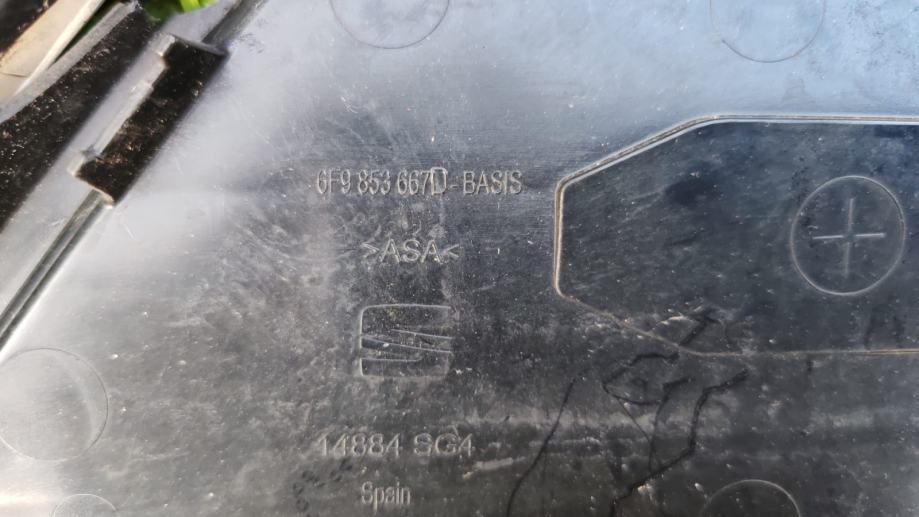 6F9 853 667D-BASIS
>ASA<
14884 SG4
Spain